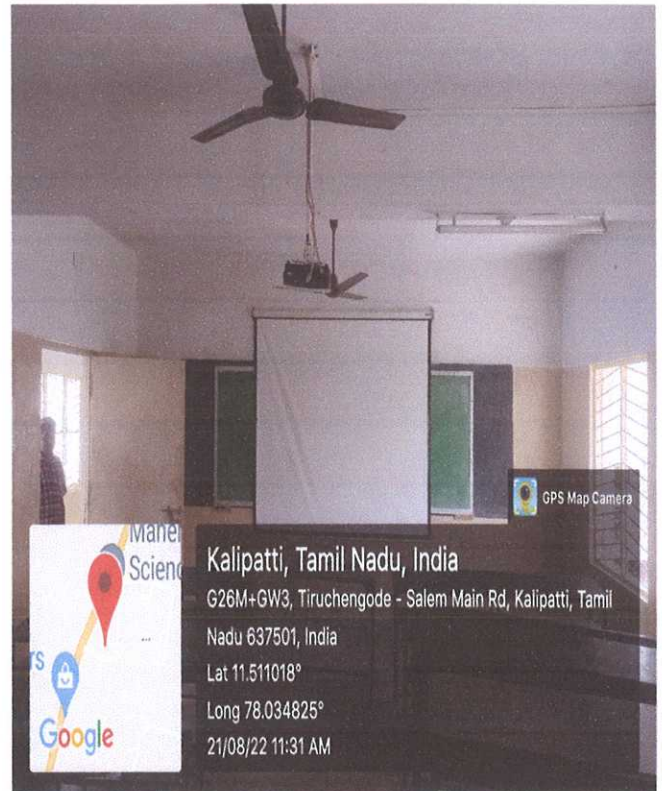 GPS Map Camera
Scienc
Google
Kalipatti, Tamil Nadu, India
G26M+GW3, Tiruchengode - Salem Main Rd, Kalipatti, Tamil
Nadu 637501, India
Lat 11.511018°
Long 78.034825°
21/08/22 11:31 AM